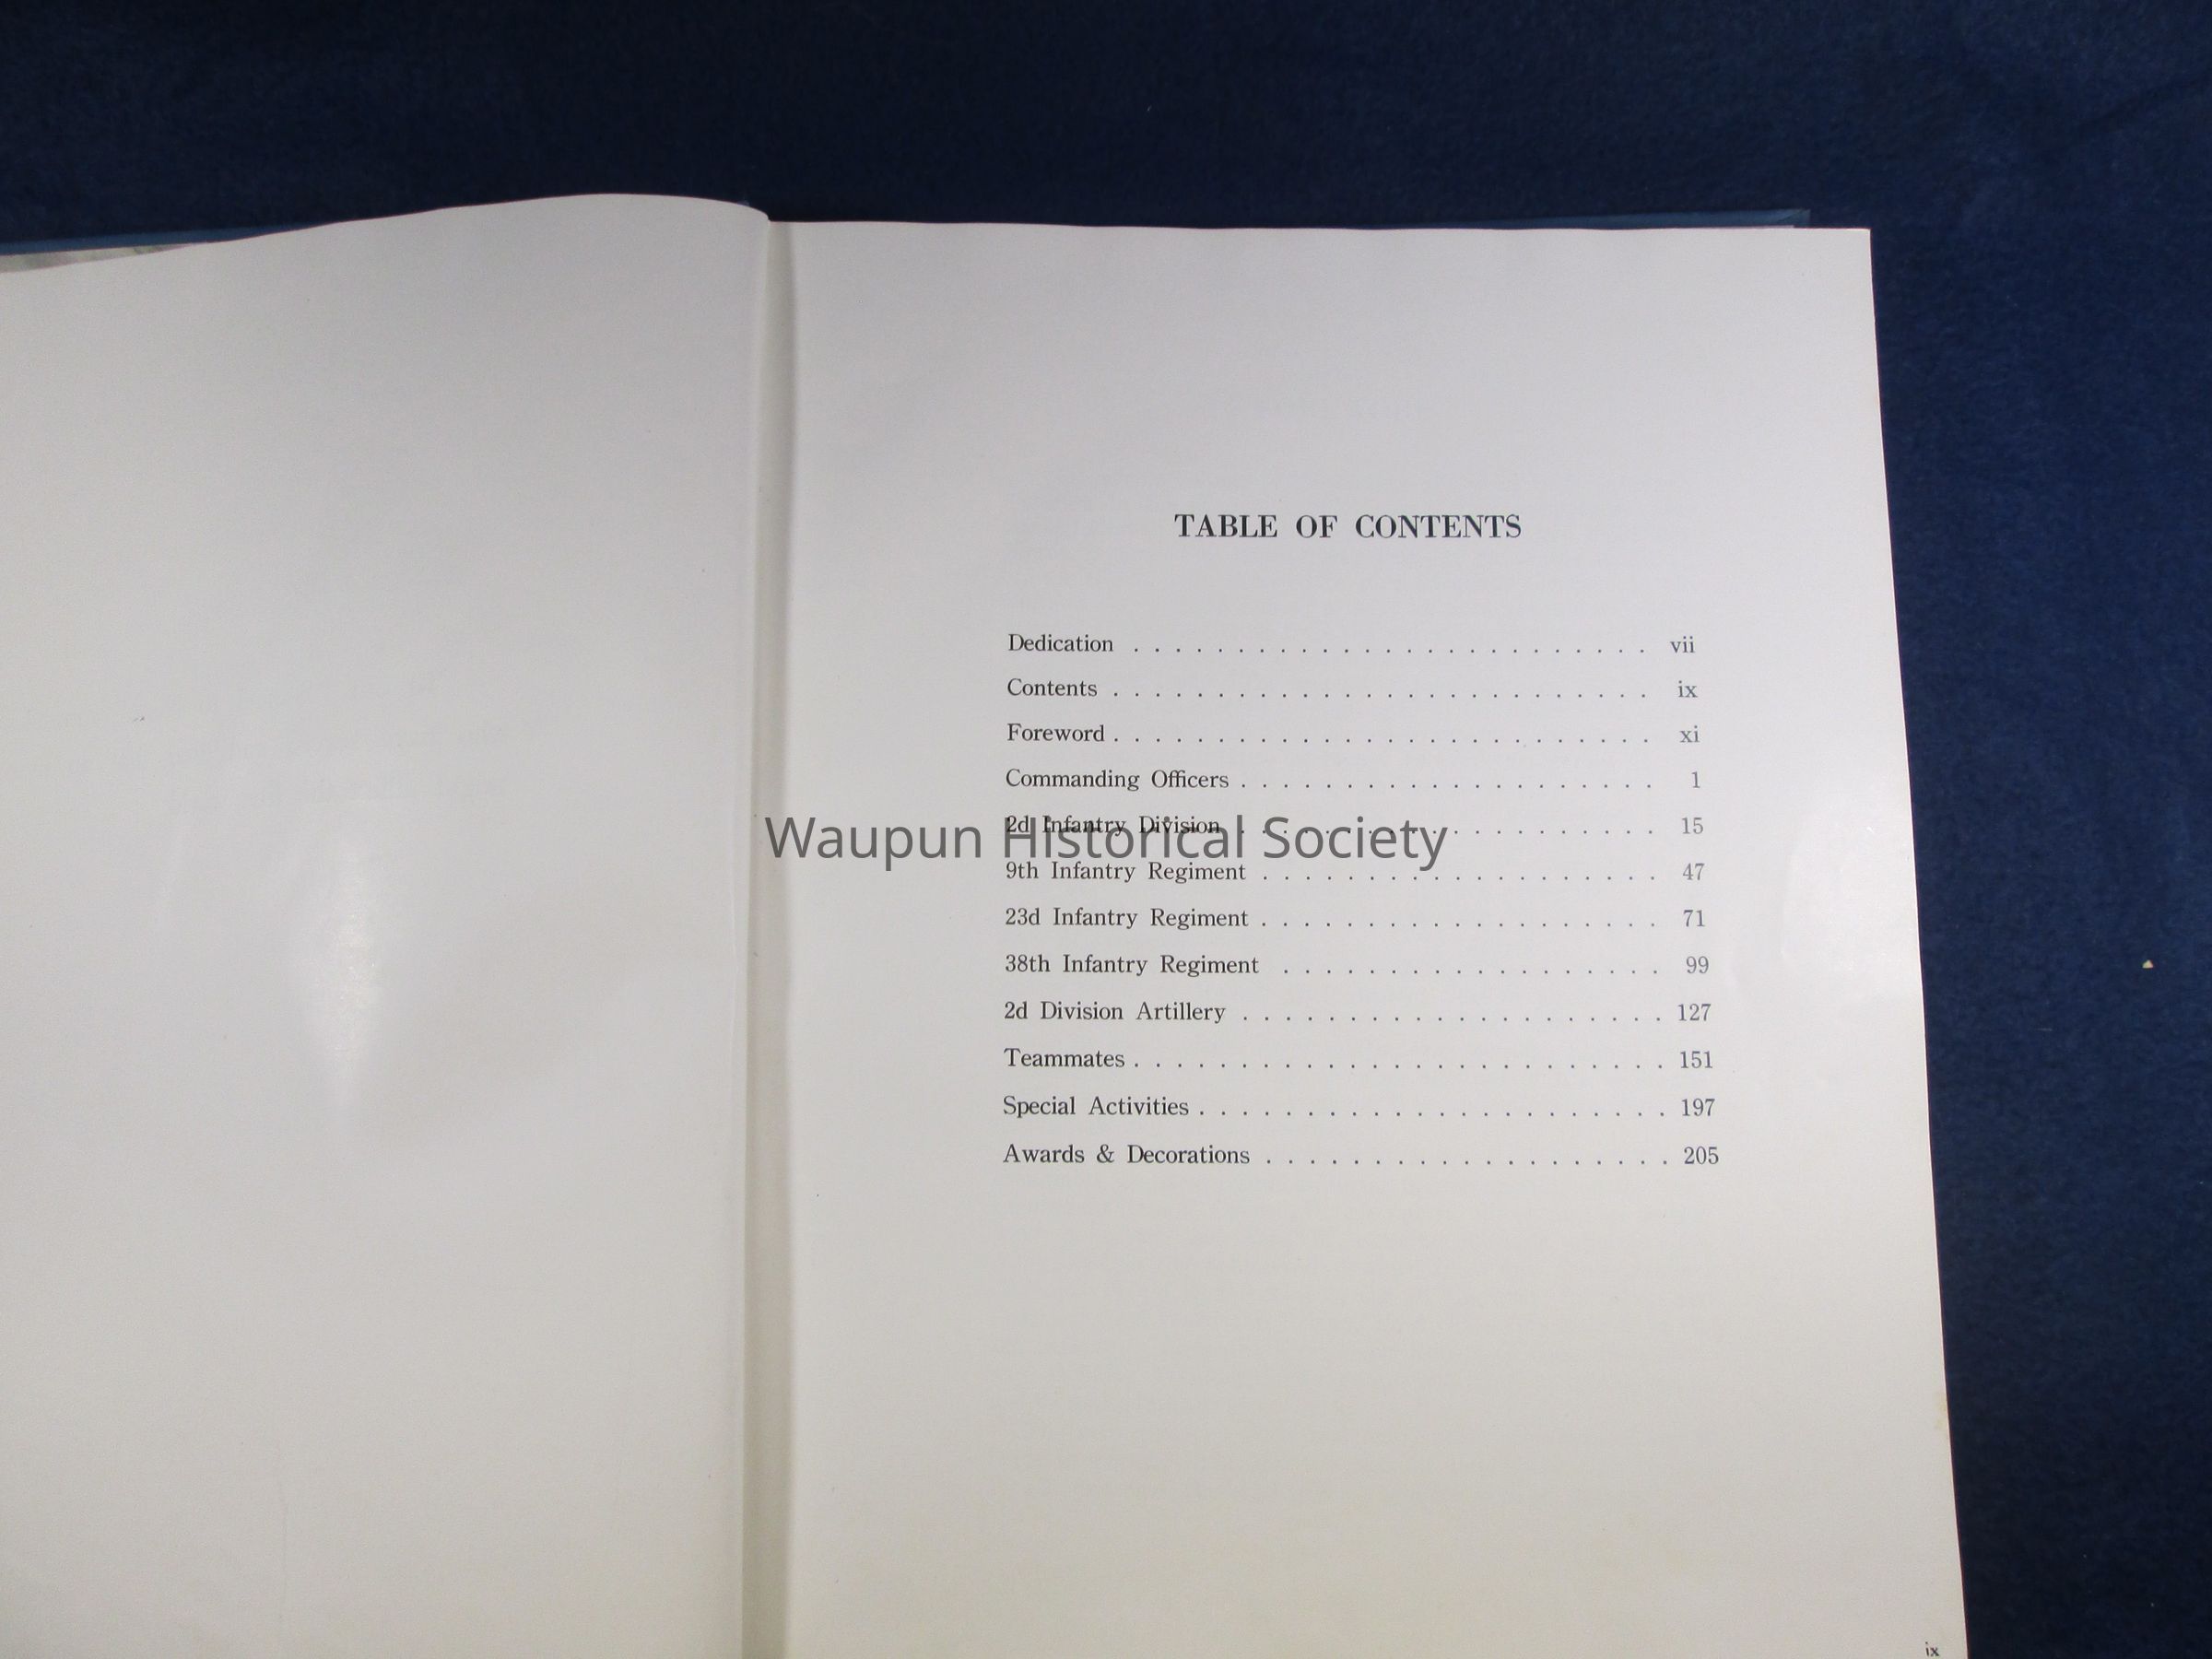 TABLE OF CONTENTS
Dedication . . . . . . . . . . . . . . . . . . . . . . . . . vii
Contents . . . . . . . . . . . . . . . . . . . . . . . . . . ix
Foreword . . . . . . . . . . . . . . . . . . . . . . . . . . xi
Commanding Officers . . . . . . . . . . . . . . . . . . . . 1
2d Infantry Division . . . . . . . . . . . . . . . . . . . . 15
Waupun Historical Society
9th Infantry Regiment . . . . . . . . . . . . . . . . . . . 47
23d Infantry Regiment . . . . . . . . . . . . . . . . . . . 71
38th Infantry Regiment . . . . . . . . . . . . . . . . . . 99
2d Division Artillery . . . . . . . . . . . . . . . . . . . . 127
Teammates . . . . . . . . . . . . . . . . . . . . . . . . . 151
Special Activities . . . . . . . . . . . . . . . . . . . . . . 197
Awards & Decorations . . . . . . . . . . . . . . . . . . . 205
ix